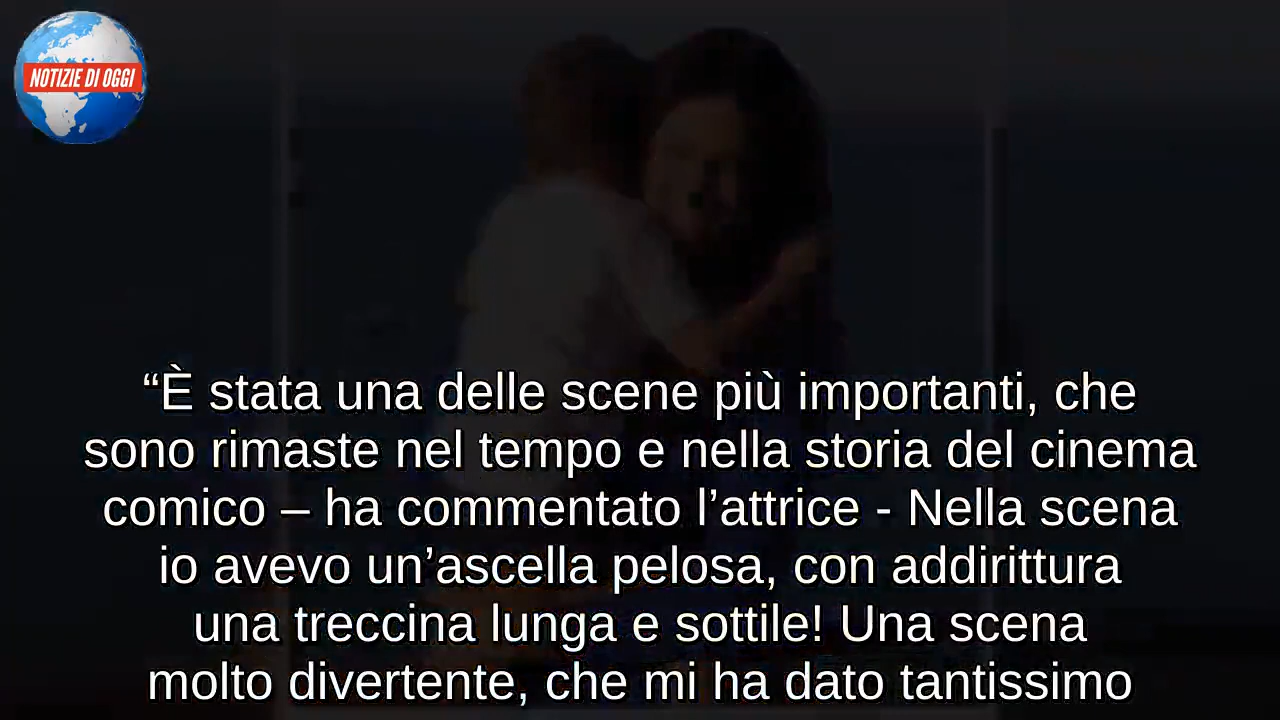 NOTIZIE DI OGGI
“È stata una delle scene più importanti, che
sono rimaste nel tempo e nella storia del cinema
comico – ha commentato l’attrice - Nella scena
io avevo un’ascella pelosa, con addirittura
una treccina lunga e sottile! Una scena
molto divertente, che mi ha dato tantissimo